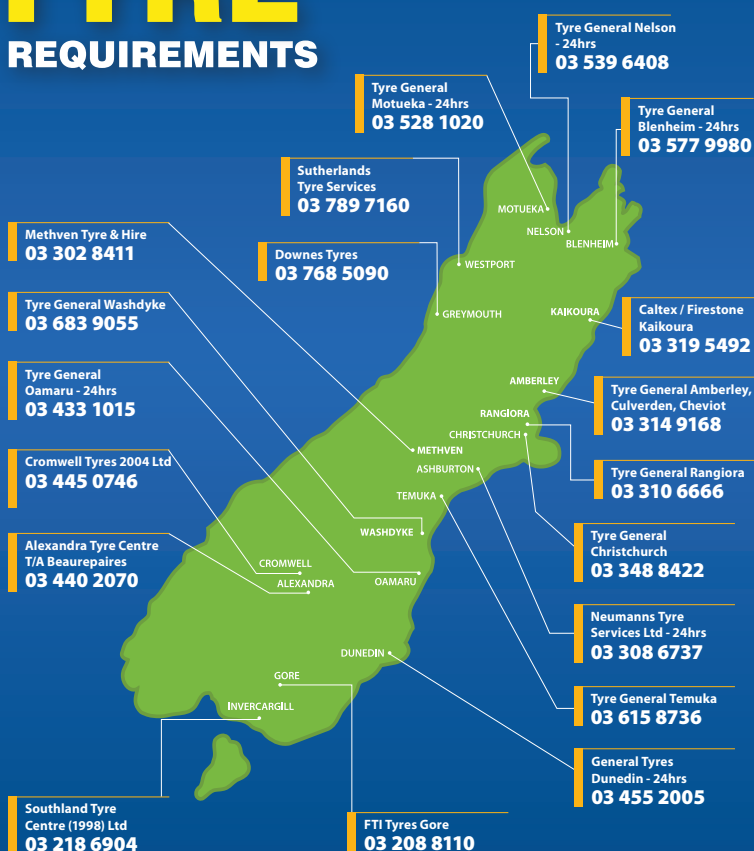 TYRE
REQUIREMENTS
Tyre General Nelson
- 24hrs
03 539 6408
Tyre General
Motueka - 24hrs
03 528 1020
Tyre General
Blenheim - 24hrs
03 577 9980
Sutherlands
Tyre Services
03 789 7160
Methven Tyre & Hire
03 302 8411
Downes Tyres
03 768 5090
Tyre General Washdyke
03 683 9055
Caltex / Firestone
Kaikoura
03 319 5492
Tyre General
Oamaru - 24hrs
03 433 1015
Tyre General Amberley,
Culverden, Cheviot
03 314 9168
Cromwell Tyres 2004 Ltd
03 445 0746
Tyre General Rangiora
03 310 6666
Alexandra Tyre Centre
T/A Beaurepaires
03 440 2070
Tyre General
Christchurch
03 348 8422
Neumanns Tyre
Services Ltd - 24hrs
03 308 6737
Tyre General Temuka
03 615 8736
General Tyres
Dunedin - 24hrs
03 455 2005
Southland Tyre
Centre (1998) Ltd
03 218 6904
FTI Tyres Gore
03 208 8110
MOTUEKA
NELSON
BLENHEIM
WESTPORT
GREYMOUTH
KAIKOURA
AMBERLEY
RANGIORA
CHRISTCHURCH
METHVEN
ASHBURTON
TEMUKA
WASHDYKE
CROMWELL
ALEXANDRA
OAMARU
DUNEDIN
GORE
INVERCARGILL